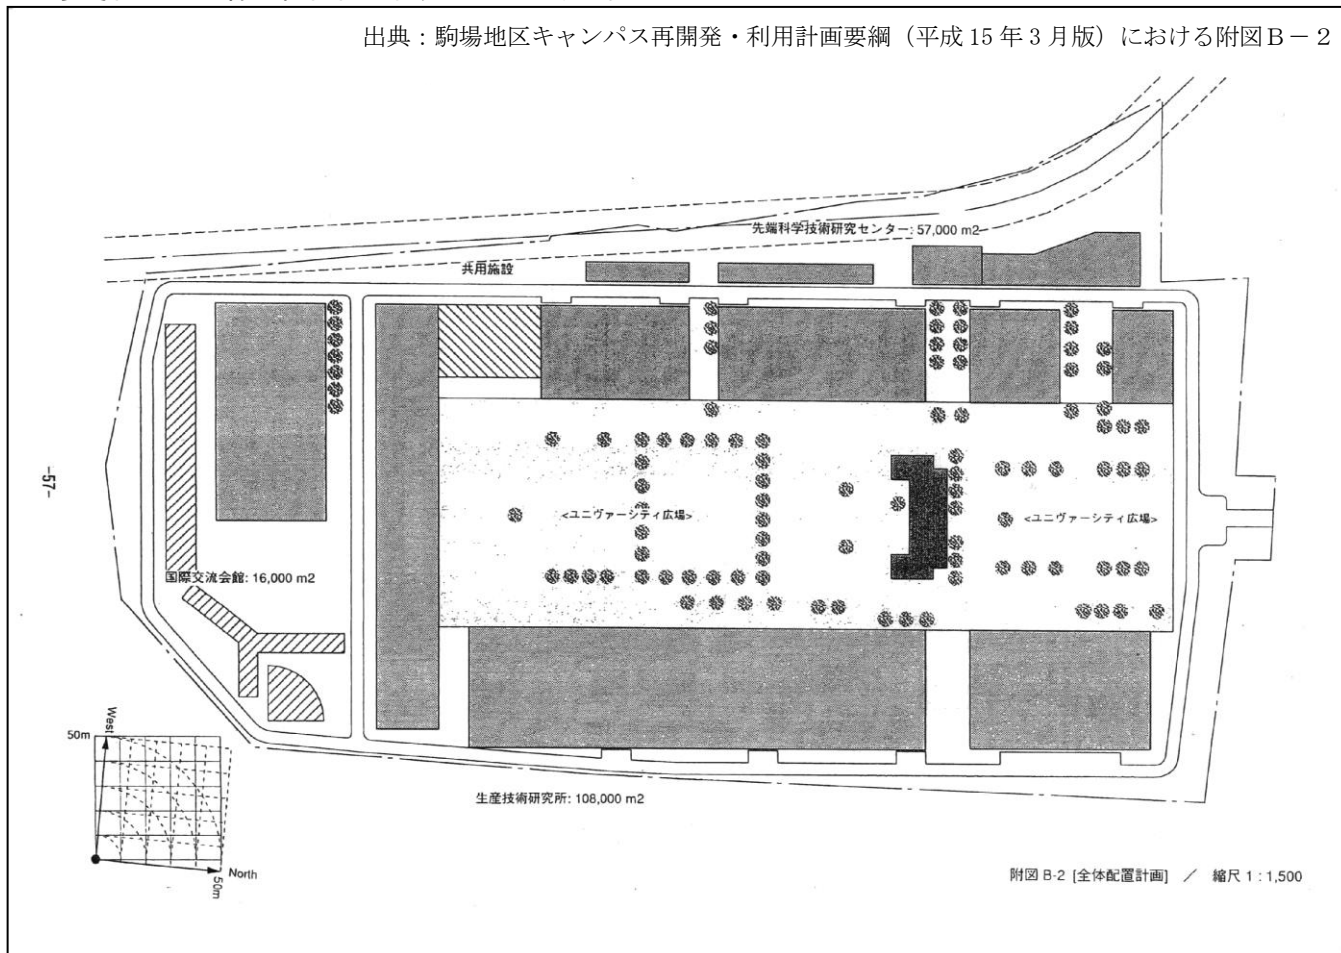 出典：駒場地区キャンパス再開発・利用計画要綱（平成15年3月版）における附図Ｂ－２
先端科学技術研究センター: 57,000 m2
共用施設
-57-
<ユニヴァーシティ広場>
<ユニヴァーシティ広場>
国際交流会館: 16,000 m2
West
50m
North
50m
生産技術研究所: 108,000 m2
附図 B-2 [全体配置計画] ／ 縮尺 1 : 1,500